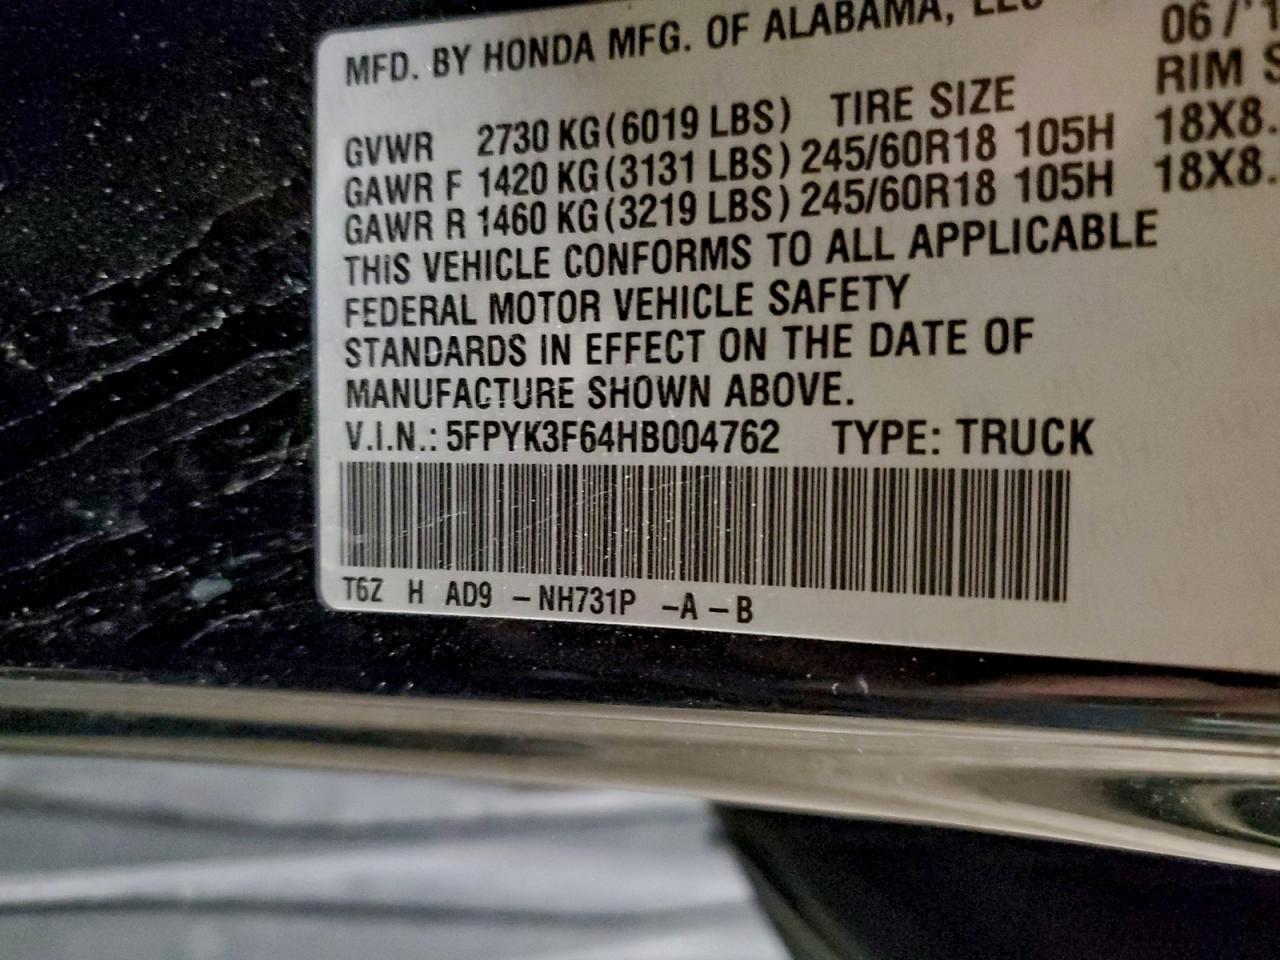 MFD. BY HONDA MFG. OF ALABAMA, LLC 06/1
TIRE SIZE RIM S
GVWR 2730 KG(6019 LBS)
GAWR F 1420 KG(3131 LBS) 245/60R18 105H 18X8.
GAWR R 1460 KG(3219 LBS) 245/60R18 105H 18X8.
THIS VEHICLE CONFORMS TO ALL APPLICABLE
FEDERAL MOTOR VEHICLE SAFETY
STANDARDS IN EFFECT ON THE DATE OF
MANUFACTURE SHOWN ABOVE.
V.I.N.: 5FPYK3F64HB004762 TYPE: TRUCK
T6Z H AD9 -NH731P -A-B